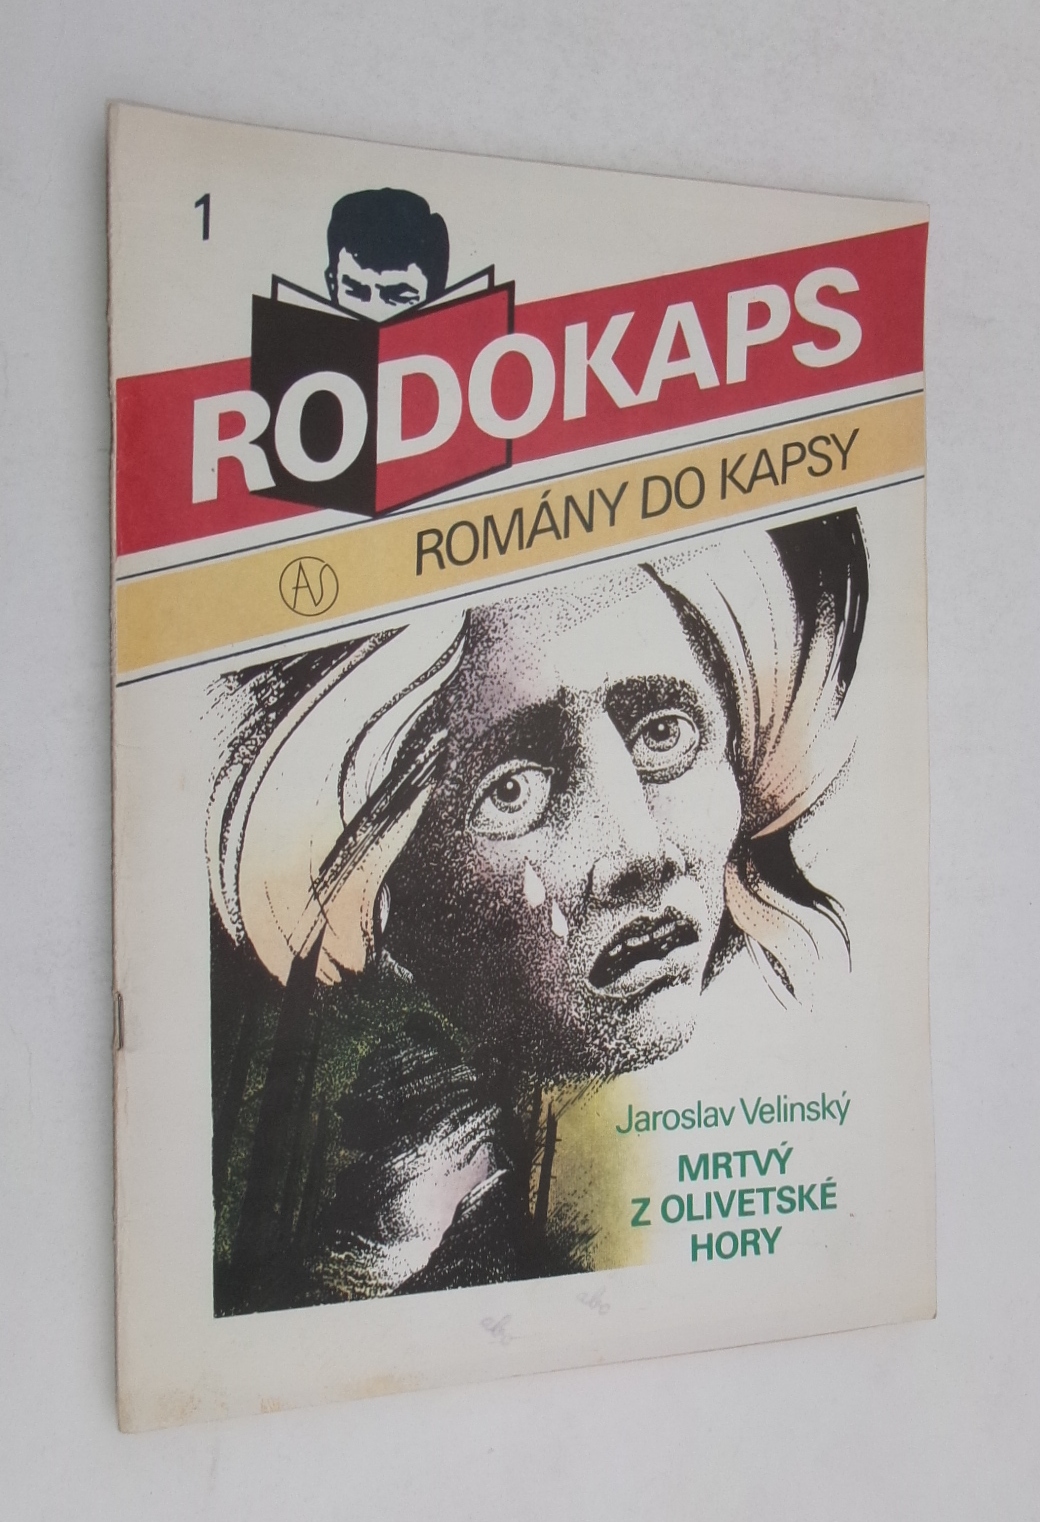 1
RODOKAPS
ROMÁNY DO KAPSY
AS
Jaroslav Velinský
MRTVÝ
Z OLIVETSKÉ
HORY